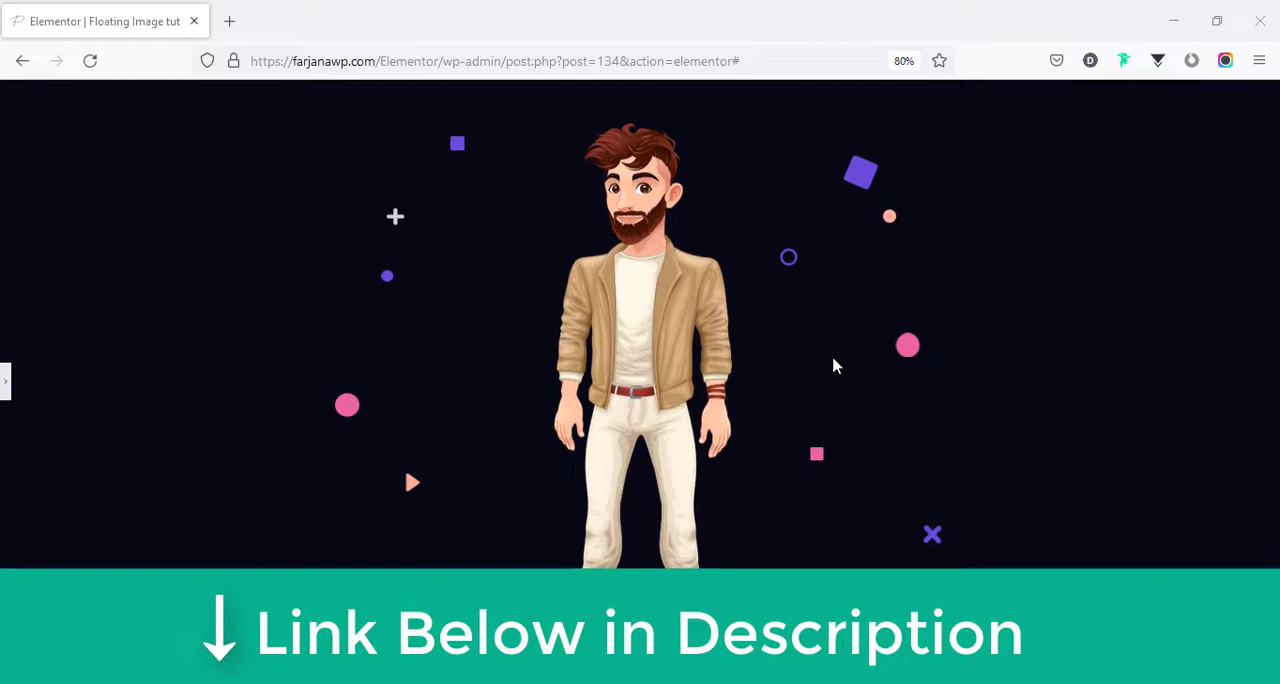 Elementor | Floating Image tut
https://farjanawp.com/Elementor/wp-admin/post.php?post=134&action=elementor#
80%
D
Link Below in Description